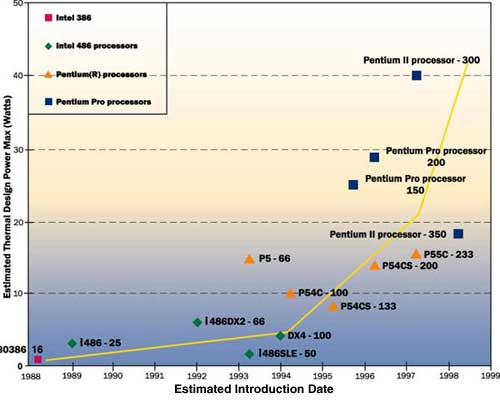 Intel 386
Intel 486 processors
Pentium(R) processors
Pentium Pro processors
Estimated Thermal Design Power Max (Watts)
50
40
30
20
10
0
Pentium II processor - 300
Pentium Pro processor
200
Pentium Pro processor
150
Pentium II processor - 350
P5 - 66
P55C - 233
P54CS - 200
P54C - 100
P54CS - 133
i486DX2 - 66
DX4 - 100
i486 - 25
i486SLE - 50
80386 16
1988
1989
1990
1991
1992
1993
1994
1995
1996
1997
1998
1999
Estimated Introduction Date